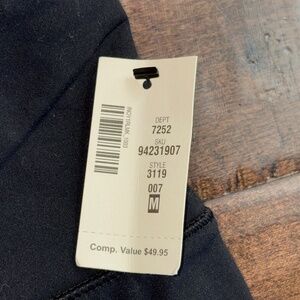 DEPT
7252
SKU
94231907
STYLE
3119
007
M
Comp. Value $49.95